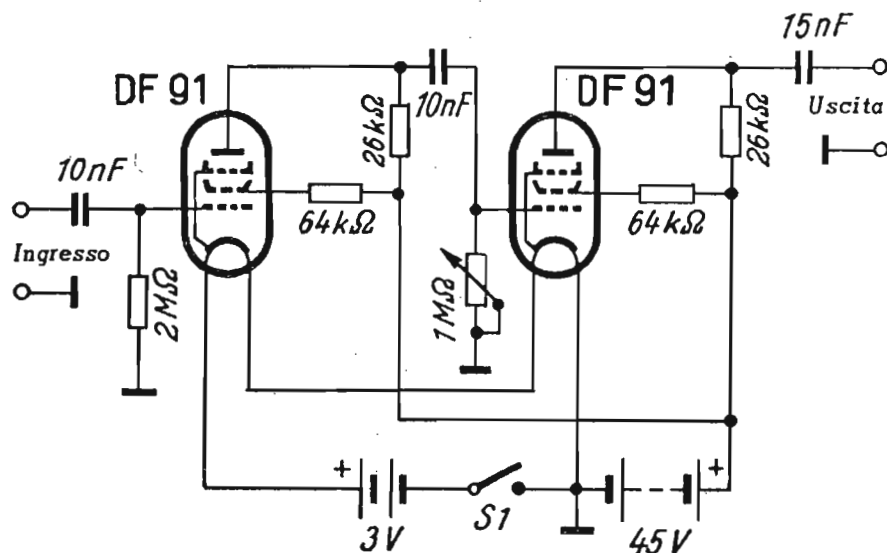 15nF
DF 91
10nF
DF 91
26kΩ
Uscita
26kΩ
10nF
64kΩ
64kΩ
Ingresso
2MΩ
1MΩ
+
3V
S1
+
45V